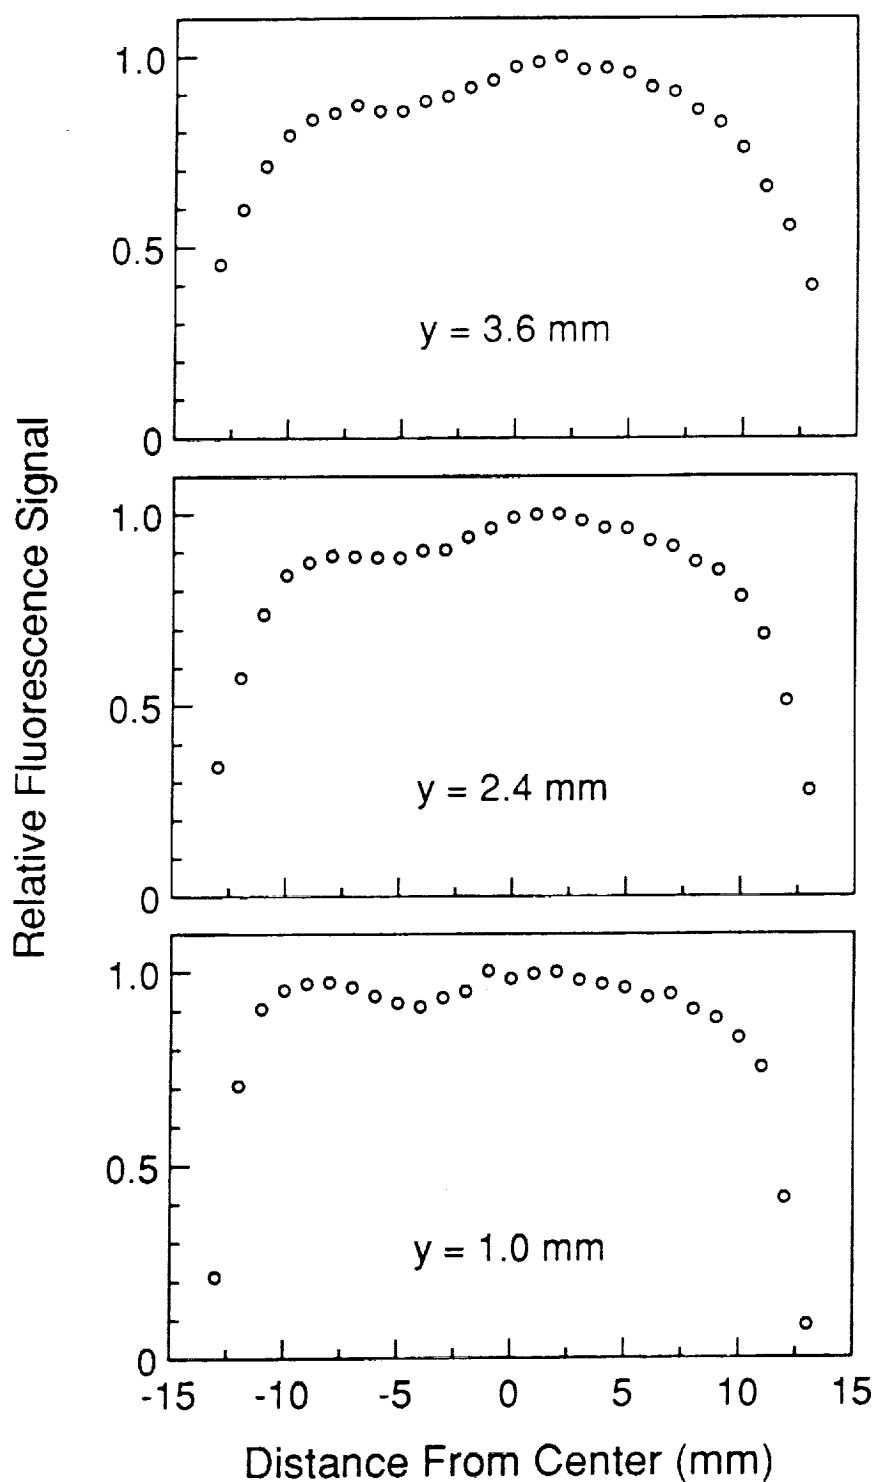 Relative Fluorescence Signal
1.0
0.5
0
y = 3.6 mm
1.0
0.5
0
y = 2.4 mm
1.0
0.5
0
y = 1.0 mm
-15 -10 -5 0 5 10 15
Distance From Center (mm)